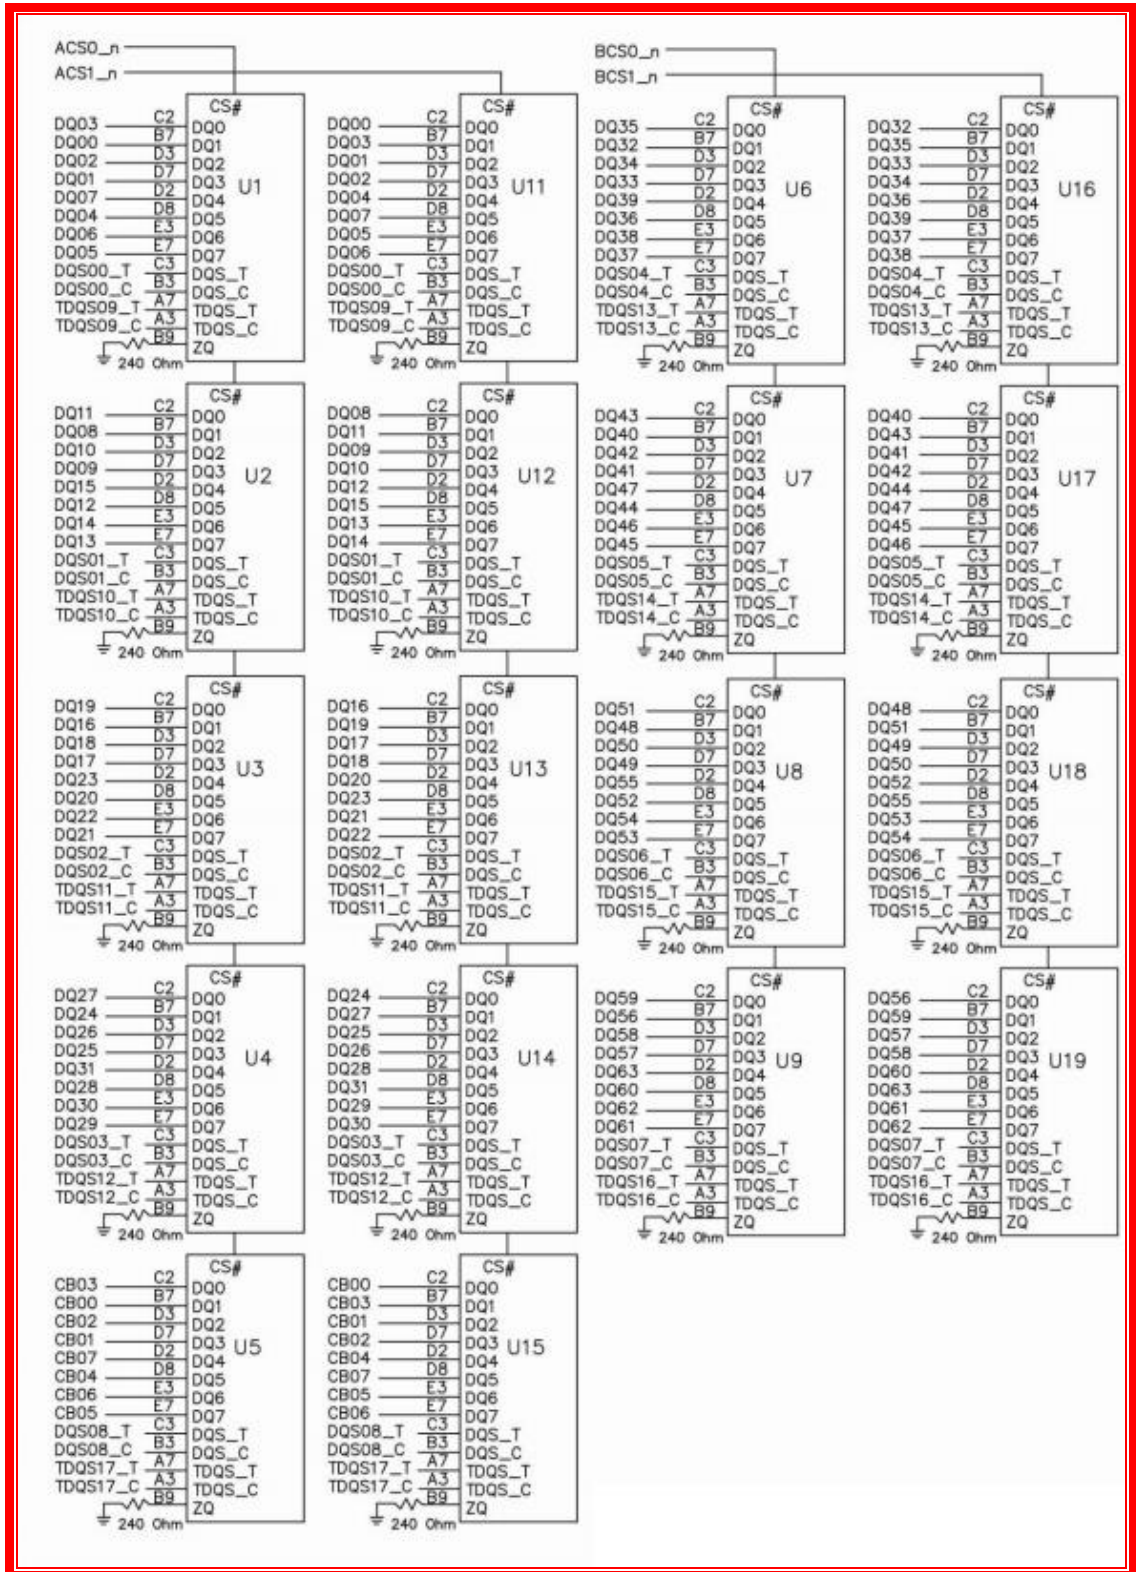 ACS0_n
ACS1_n
BCS0_n
BCS1_n
CS#
DQ03 C2 DQ0
DQ00 B7 DQ1
DQ02 D3 DQ2
DQ01 D7 DQ3
DQ07 D2 DQ4
DQ04 D8 DQ5
DQ06 E3 DQ6
DQ05 E7 DQ7
DQS00_T C3 DQS_T
DQS00_C B3 DQS_C
TDQS09_T A7 TDQS_T
TDQS09_C A3 TDQS_C
B9 ZQ
240 Ohm
U1
CS#
DQ00 C2 DQ0
DQ03 B7 DQ1
DQ01 D3 DQ2
DQ02 D7 DQ3
DQ04 D2 DQ4
DQ07 D8 DQ5
DQ05 E3 DQ6
DQ06 E7 DQ7
DQS00_T C3 DQS_T
DQS00_C B3 DQS_C
TDQS09_T A7 TDQS_T
TDQS09_C A3 TDQS_C
B9 ZQ
240 Ohm
U11
CS#
DQ35 C2 DQ0
DQ32 B7 DQ1
DQ34 D3 DQ2
DQ33 D7 DQ3
DQ39 D2 DQ4
DQ36 D8 DQ5
DQ38 E3 DQ6
DQ37 E7 DQ7
DQS04_T C3 DQS_T
DQS04_C B3 DQS_C
TDQS13_T A7 TDQS_T
TDQS13_C A3 TDQS_C
B9 ZQ
240 Ohm
U6
CS#
DQ32 C2 DQ0
DQ35 B7 DQ1
DQ33 D3 DQ2
DQ34 D7 DQ3
DQ36 D2 DQ4
DQ39 D8 DQ5
DQ37 E3 DQ6
DQ38 E7 DQ7
DQS04_T C3 DQS_T
DQS04_C B3 DQS_C
TDQS13_T A7 TDQS_T
TDQS13_C A3 TDQS_C
B9 ZQ
240 Ohm
U16
CS#
DQ11 C2 DQ0
DQ08 B7 DQ1
DQ10 D3 DQ2
DQ09 D7 DQ3
DQ15 D2 DQ4
DQ12 D8 DQ5
DQ14 E3 DQ6
DQ13 E7 DQ7
DQS01_T C3 DQS_T
DQS01_C B3 DQS_C
TDQS10_T A7 TDQS_T
TDQS10_C A3 TDQS_C
B9 ZQ
240 Ohm
U2
CS#
DQ08 C2 DQ0
DQ11 B7 DQ1
DQ09 D3 DQ2
DQ10 D7 DQ3
DQ12 D2 DQ4
DQ15 D8 DQ5
DQ13 E3 DQ6
DQ14 E7 DQ7
DQS01_T C3 DQS_T
DQS01_C B3 DQS_C
TDQS10_T A7 TDQS_T
TDQS10_C A3 TDQS_C
B9 ZQ
240 Ohm
U12
CS#
DQ43 C2 DQ0
DQ40 B7 DQ1
DQ42 D3 DQ2
DQ41 D7 DQ3
DQ47 D2 DQ4
DQ44 D8 DQ5
DQ46 E3 DQ6
DQ45 E7 DQ7
DQS05_T C3 DQS_T
DQS05_C B3 DQS_C
TDQS14_T A7 TDQS_T
TDQS14_C A3 TDQS_C
B9 ZQ
240 Ohm
U7
CS#
DQ40 C2 DQ0
DQ43 B7 DQ1
DQ41 D3 DQ2
DQ42 D7 DQ3
DQ44 D2 DQ4
DQ47 D8 DQ5
DQ45 E3 DQ6
DQ46 E7 DQ7
DQS05_T C3 DQS_T
DQS05_C B3 DQS_C
TDQS14_T A7 TDQS_T
TDQS14_C A3 TDQS_C
B9 ZQ
240 Ohm
U17
CS#
DQ19 C2 DQ0
DQ16 B7 DQ1
DQ18 D3 DQ2
DQ17 D7 DQ3
DQ23 D2 DQ4
DQ20 D8 DQ5
DQ22 E3 DQ6
DQ21 E7 DQ7
DQS02_T C3 DQS_T
DQS02_C B3 DQS_C
TDQS11_T A7 TDQS_T
TDQS11_C A3 TDQS_C
B9 ZQ
240 Ohm
U3
CS#
DQ16 C2 DQ0
DQ19 B7 DQ1
DQ17 D3 DQ2
DQ18 D7 DQ3
DQ20 D2 DQ4
DQ23 D8 DQ5
DQ21 E3 DQ6
DQ22 E7 DQ7
DQS02_T C3 DQS_T
DQS02_C B3 DQS_C
TDQS11_T A7 TDQS_T
TDQS11_C A3 TDQS_C
B9 ZQ
240 Ohm
U13
CS#
DQ51 C2 DQ0
DQ48 B7 DQ1
DQ50 D3 DQ2
DQ49 D7 DQ3
DQ55 D2 DQ4
DQ52 D8 DQ5
DQ54 E3 DQ6
DQ53 E7 DQ7
DQS06_T C3 DQS_T
DQS06_C B3 DQS_C
TDQS15_T A7 TDQS_T
TDQS15_C A3 TDQS_C
B9 ZQ
240 Ohm
U8
CS#
DQ48 C2 DQ0
DQ51 B7 DQ1
DQ49 D3 DQ2
DQ50 D7 DQ3
DQ52 D2 DQ4
DQ55 D8 DQ5
DQ53 E3 DQ6
DQ54 E7 DQ7
DQS06_T C3 DQS_T
DQS06_C B3 DQS_C
TDQS15_T A7 TDQS_T
TDQS15_C A3 TDQS_C
B9 ZQ
240 Ohm
U18
CS#
DQ27 C2 DQ0
DQ24 B7 DQ1
DQ26 D3 DQ2
DQ25 D7 DQ3
DQ31 D2 DQ4
DQ28 D8 DQ5
DQ30 E3 DQ6
DQ29 E7 DQ7
DQS03_T C3 DQS_T
DQS03_C B3 DQS_C
TDQS12_T A7 TDQS_T
TDQS12_C A3 TDQS_C
B9 ZQ
240 Ohm
U4
CS#
DQ24 C2 DQ0
DQ27 B7 DQ1
DQ25 D3 DQ2
DQ26 D7 DQ3
DQ28 D2 DQ4
DQ31 D8 DQ5
DQ29 E3 DQ6
DQ30 E7 DQ7
DQS03_T C3 DQS_T
DQS03_C B3 DQS_C
TDQS12_T A7 TDQS_T
TDQS12_C A3 TDQS_C
B9 ZQ
240 Ohm
U14
CS#
DQ59 C2 DQ0
DQ56 B7 DQ1
DQ58 D3 DQ2
DQ57 D7 DQ3
DQ63 D2 DQ4
DQ60 D8 DQ5
DQ62 E3 DQ6
DQ61 E7 DQ7
DQS07_T C3 DQS_T
DQS07_C B3 DQS_C
TDQS16_T A7 TDQS_T
TDQS16_C A3 TDQS_C
B9 ZQ
240 Ohm
U9
CS#
DQ56 C2 DQ0
DQ59 B7 DQ1
DQ57 D3 DQ2
DQ58 D7 DQ3
DQ60 D2 DQ4
DQ63 D8 DQ5
DQ61 E3 DQ6
DQ62 E7 DQ7
DQS07_T C3 DQS_T
DQS07_C B3 DQS_C
TDQS16_T A7 TDQS_T
TDQS16_C A3 TDQS_C
B9 ZQ
240 Ohm
U19
CS#
CB03 C2 DQ0
CB00 B7 DQ1
CB02 D3 DQ2
CB01 D7 DQ3
CB07 D2 DQ4
CB04 D8 DQ5
CB06 E3 DQ6
CB05 E7 DQ7
DQS08_T C3 DQS_T
DQS08_C B3 DQS_C
TDQS17_T A7 TDQS_T
TDQS17_C A3 TDQS_C
B9 ZQ
240 Ohm
U5
CS#
CB00 C2 DQ0
CB03 B7 DQ1
CB01 D3 DQ2
CB02 D7 DQ3
CB04 D2 DQ4
CB07 D8 DQ5
CB05 E3 DQ6
CB06 E7 DQ7
DQS08_T C3 DQS_T
DQS08_C B3 DQS_C
TDQS17_T A7 TDQS_T
TDQS17_C A3 TDQS_C
B9 ZQ
240 Ohm
U15